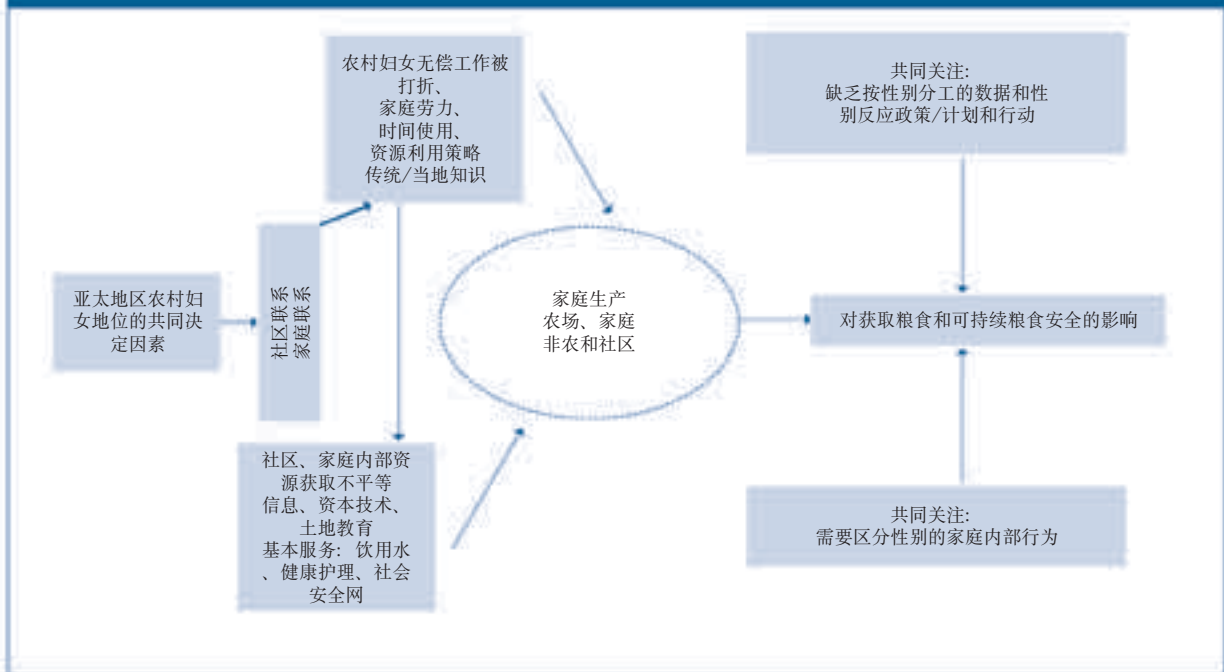 农村妇女无偿工作被
打折、
家庭劳力、
时间使用、
资源利用策略
传统/当地知识
共同关注:
缺乏按性别分工的数据和性
别反应政策/计划和行动
亚太地区农村妇
女地位的共同决
定因素
社区联系
家庭联系
家庭生产
农场、家庭
非农和社区
对获取粮食和可持续粮食安全的影响
社区、家庭内部资
源获取不平等
信息、资本技术、
土地教育
基本服务: 饮用水
、健康护理、社会
安全网
共同关注:
需要区分性别的家庭内部行为